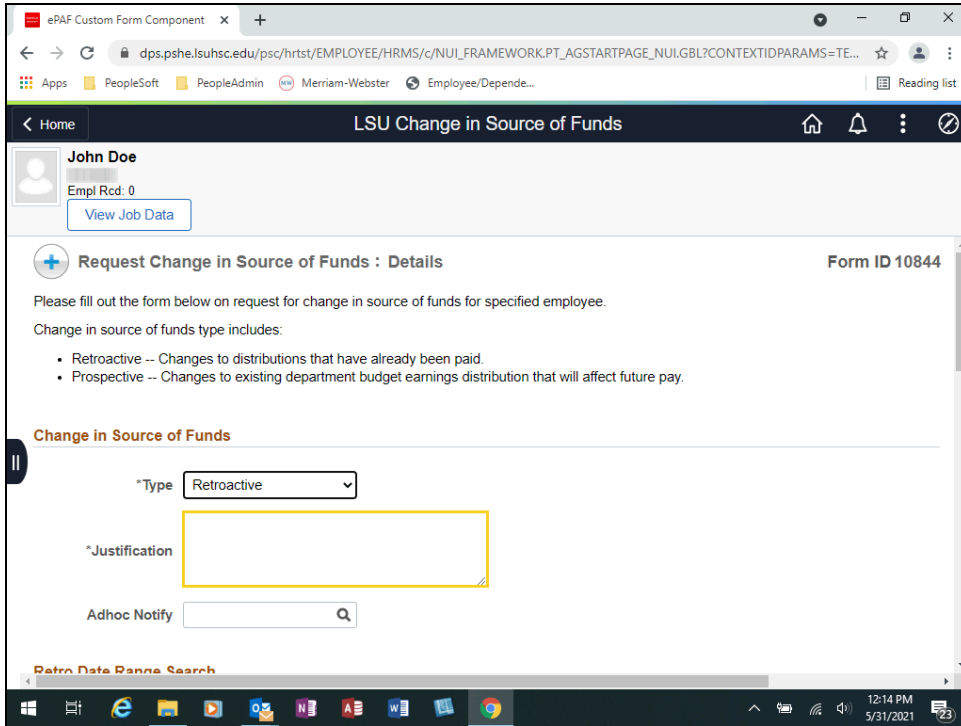 ePAF Custom Form Component
dps.pshe.lsuhsc.edu/psc/hrtst/EMPLOYEE/HRMS/c/NUI_FRAMEWORK.PT_AGSTARTPAGE_NUI.GBL?CONTEXTIDPARAMS=TE...
Apps PeopleSoft PeopleAdmin MW Merriam-Webster Employee/Depende... Reading list
Home LSU Change in Source of Funds
John Doe
Empl Rcd: 0
View Job Data
Request Change in Source of Funds : Details Form ID 10844
Please fill out the form below on request for change in source of funds for specified employee.
Change in source of funds type includes:
• Retroactive -- Changes to distributions that have already been paid.
• Prospective -- Changes to existing department budget earnings distribution that will affect future pay.
Change in Source of Funds
*Type Retroactive
*Justification
Adhoc Notify
Retro Date Range Search
12:14 PM
5/31/2021
23